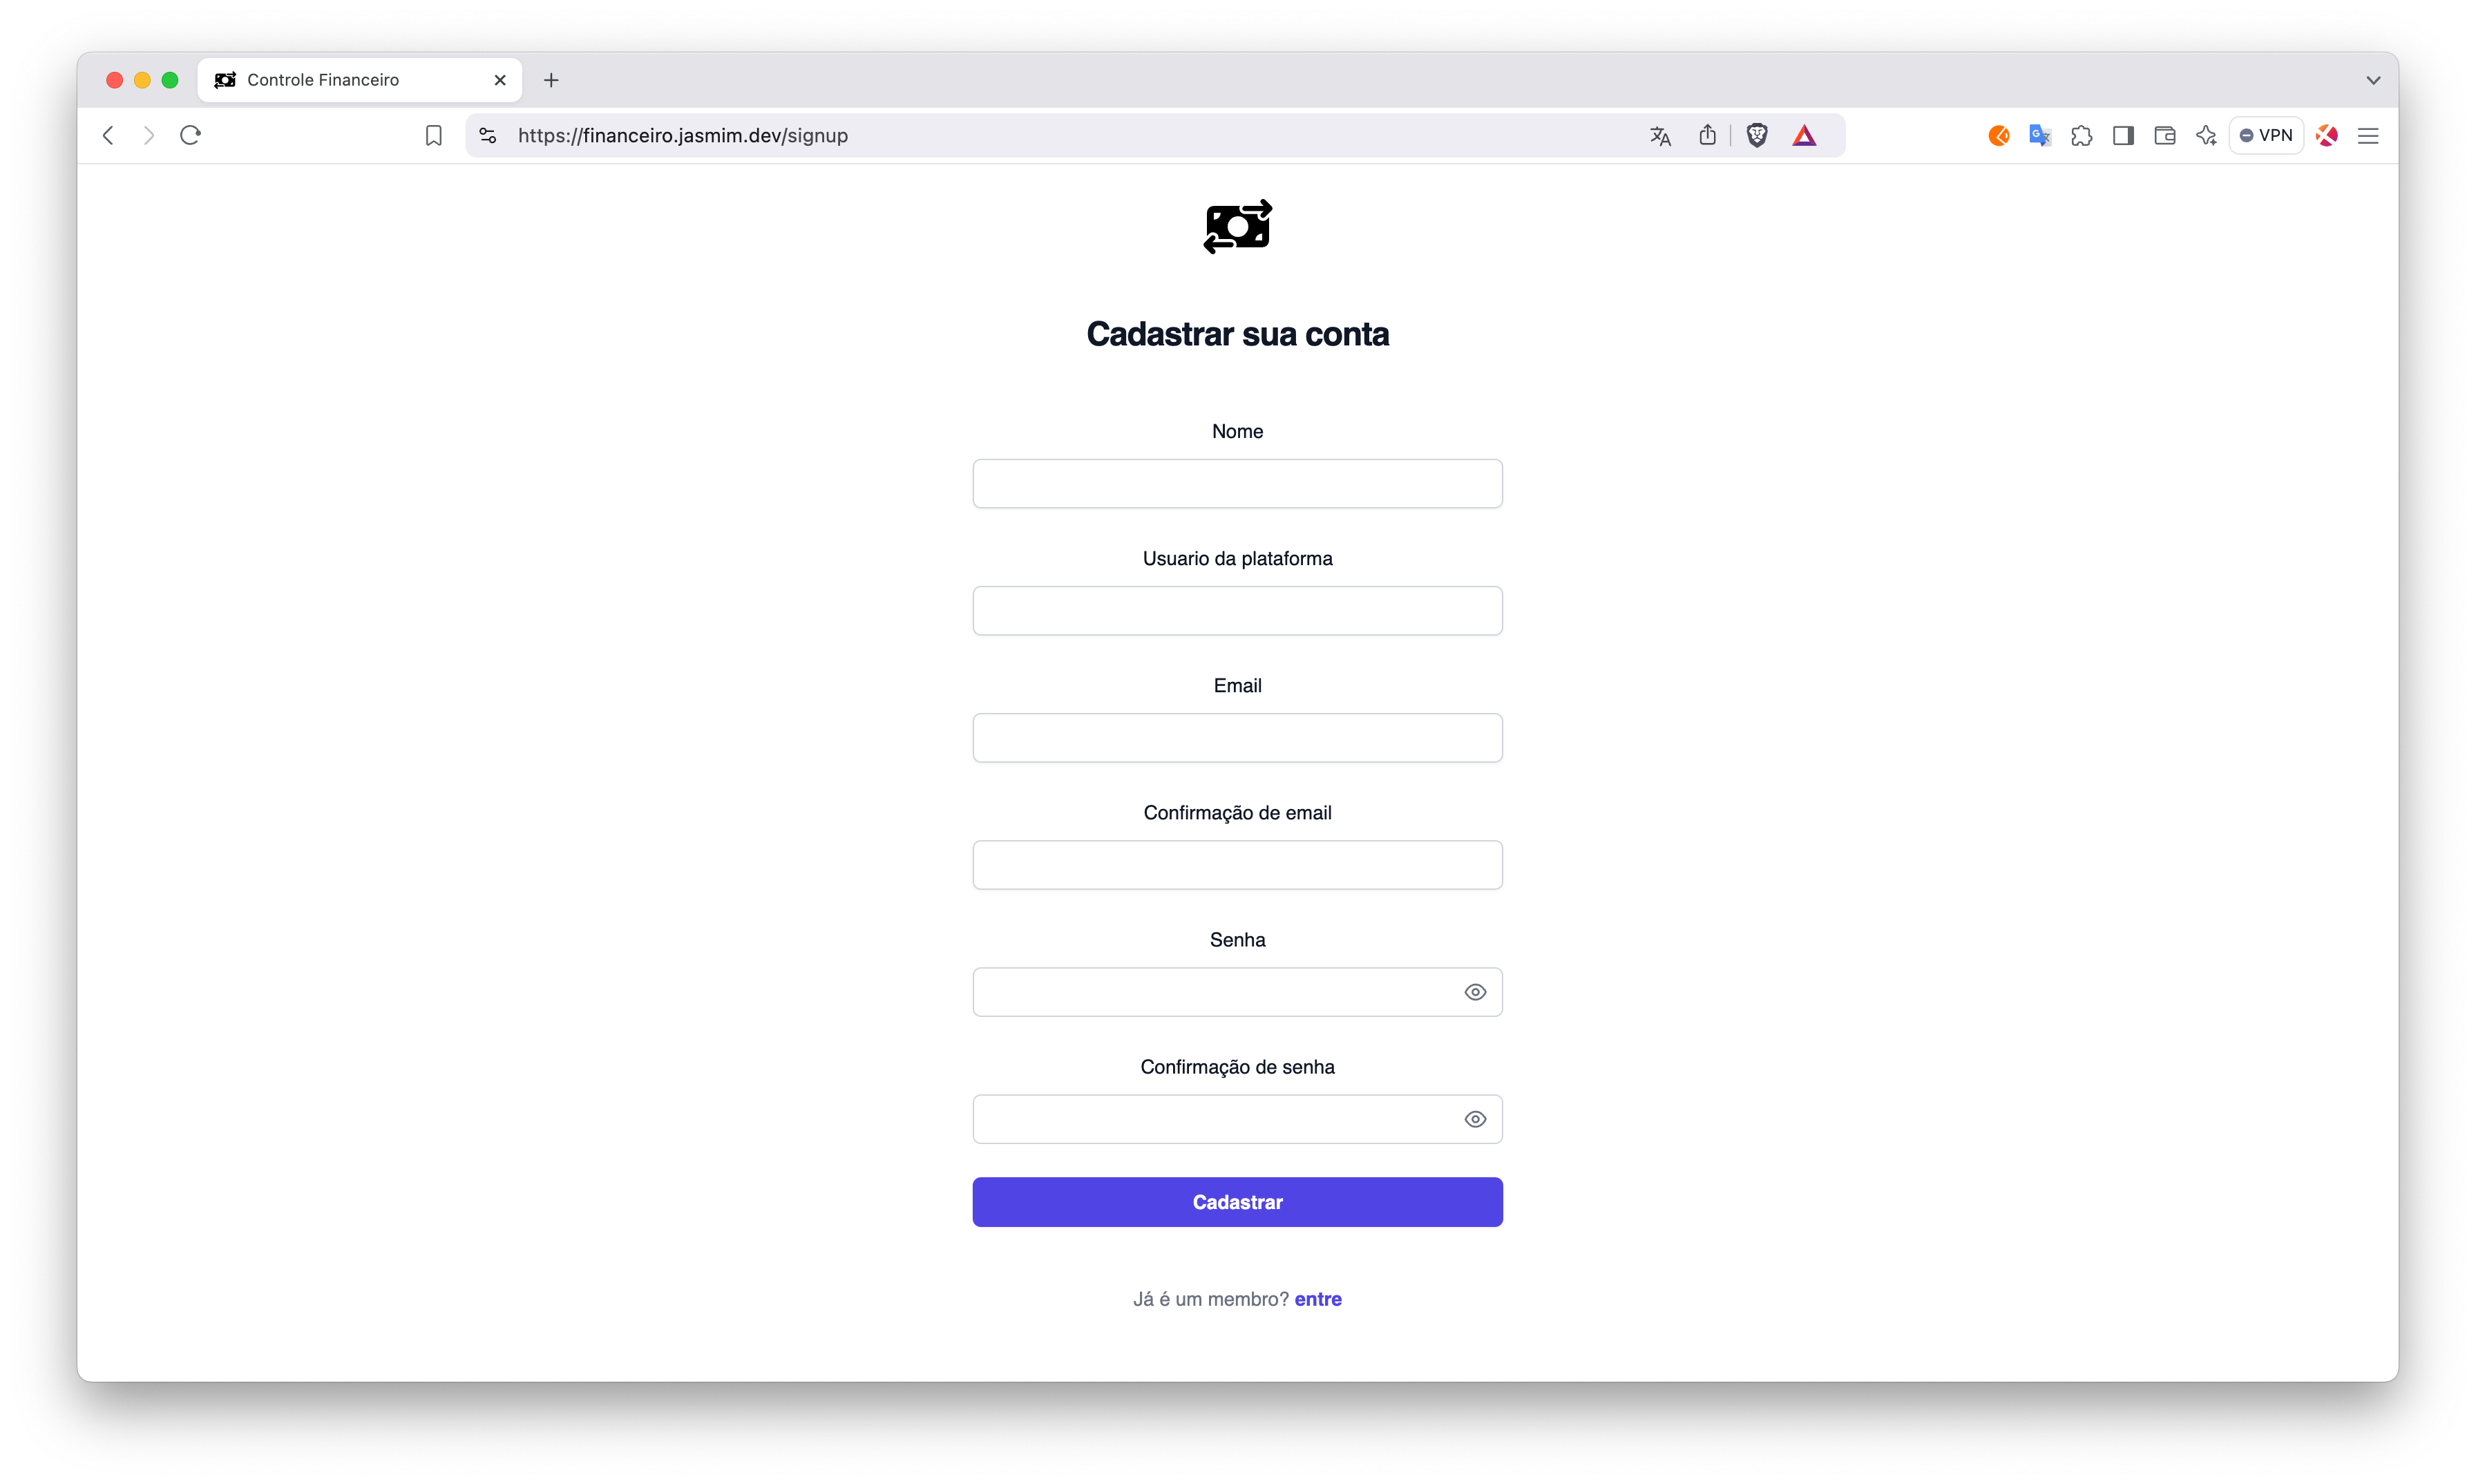 Controle Financeiro
https://financeiro.jasmim.dev/signup
VPN
Cadastrar sua conta
Nome
Usuario da plataforma
Email
Confirmação de email
Senha
Confirmação de senha
Cadastrar
Já é um membro? entre